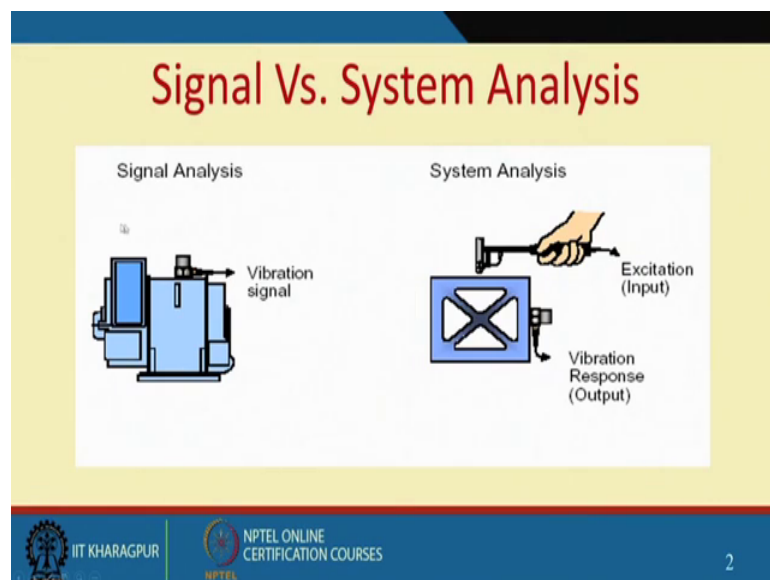 Signal Vs. System Analysis
Signal Analysis
Vibration
signal
System Analysis
Excitation
(Input)
Vibration
Response
(Output)
IIT KHARAGPUR
NPTEL
NPTEL ONLINE
CERTIFICATION COURSES
2